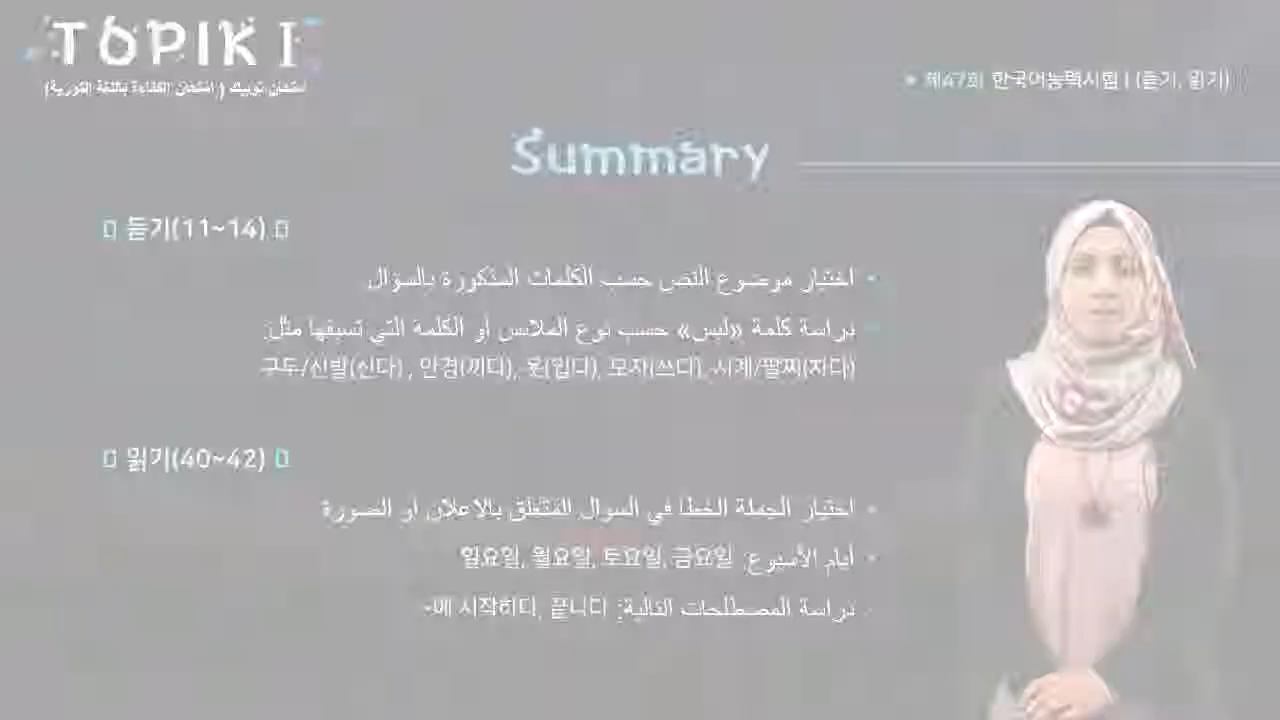 TOPIK I
امتحان توبيك ( امتحان الكفاءة باللغة الكورية)
제47회 한국어능력시험 I (듣기, 읽기)
Summary
듣기(11~14)
• اختيار موضوع النص حسب الكلمات المذكورة بالسؤال
• دراسة كلمة «لبس» حسب نوع الملابس أو الكلمة التي تسبقها مثل:
구두/신발(신다) , 안경(끼다), 옷(입다), 모자(쓰다), 시계/팔찌(차다)
읽기(40~42)
• اختيار الجملة الخطا في السوال المتعلق بالاعلان او الصورة
• أيام الأسبوع: 일요일, 월요일, 토요일, 금요일
• دراسة المصطلحات التالية: -에 시작하다, 끝나다